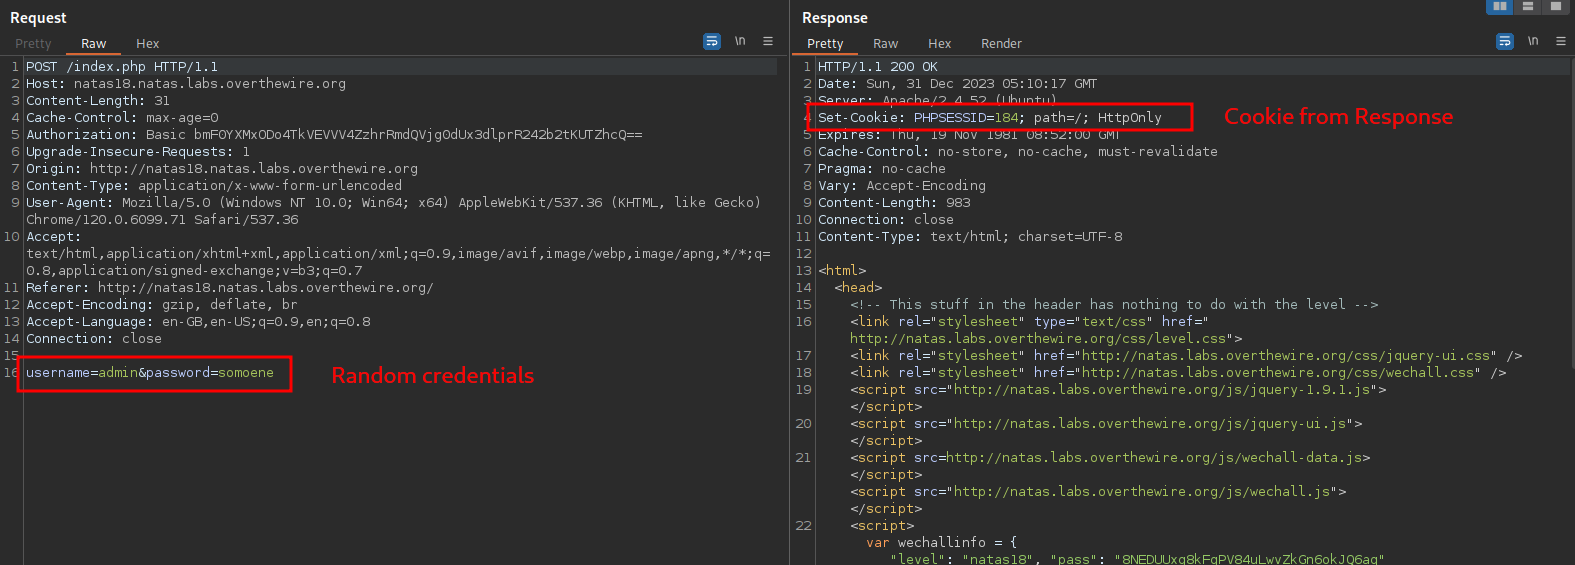 Request
Pretty Raw Hex
\n
1 POST /index.php HTTP/1.1
2 Host: natas18.natas.labs.overthewire.org
3 Content-Length: 31
4 Cache-Control: max-age=0
5 Authorization: Basic bmF0YXMxODo4TkVEVVV4ZzhrRmdQVjg0dUx3dlprR242b2tKUTZhcQ==
6 Upgrade-Insecure-Requests: 1
7 Origin: http://natas18.natas.labs.overthewire.org
8 Content-Type: application/x-www-form-urlencoded
9 User-Agent: Mozilla/5.0 (Windows NT 10.0; Win64; x64) AppleWebKit/537.36 (KHTML, like Gecko)
Chrome/120.0.6099.71 Safari/537.36
10 Accept:
text/html,application/xhtml+xml,application/xml;q=0.9,image/avif,image/webp,image/apng,*/*;q=
0.8,application/signed-exchange;v=b3;q=0.7
11 Referer: http://natas18.natas.labs.overthewire.org/
12 Accept-Encoding: gzip, deflate, br
13 Accept-Language: en-GB,en-US;q=0.9,en;q=0.8
14 Connection: close
15
16 username=admin&password=somoene
Random credentials
Response
Pretty Raw Hex Render
\n
1 HTTP/1.1 200 OK
2 Date: Sun, 31 Dec 2023 05:10:17 GMT
3 Server: Apache/2.4.52 (Ubuntu)
4 Set-Cookie: PHPSESSID=184; path=/; HttpOnly
Cookie from Response
5 Expires: Thu, 19 Nov 1981 08:52:00 GMT
6 Cache-Control: no-store, no-cache, must-revalidate
7 Pragma: no-cache
8 Vary: Accept-Encoding
9 Content-Length: 983
10 Connection: close
11 Content-Type: text/html; charset=UTF-8
12
13 <html>
14 <head>
15 <!-- This stuff in the header has nothing to do with the level -->
16 <link rel="stylesheet" type="text/css" href="
http://natas.labs.overthewire.org/css/level.css">
17 <link rel="stylesheet" href="http://natas.labs.overthewire.org/css/jquery-ui.css" />
18 <link rel="stylesheet" href="http://natas.labs.overthewire.org/css/wechall.css" />
19 <script src="http://natas.labs.overthewire.org/js/jquery-1.9.1.js">
</script>
20 <script src="http://natas.labs.overthewire.org/js/jquery-ui.js">
</script>
21 <script src=http://natas.labs.overthewire.org/js/wechall-data.js>
</script>
<script src="http://natas.labs.overthewire.org/js/wechall.js">
</script>
22 <script>
var wechallinfo = {
"level": "natas18", "pass": "8NEDUUxg8kFgPV84uLwvZkGn6okJQ6aq"